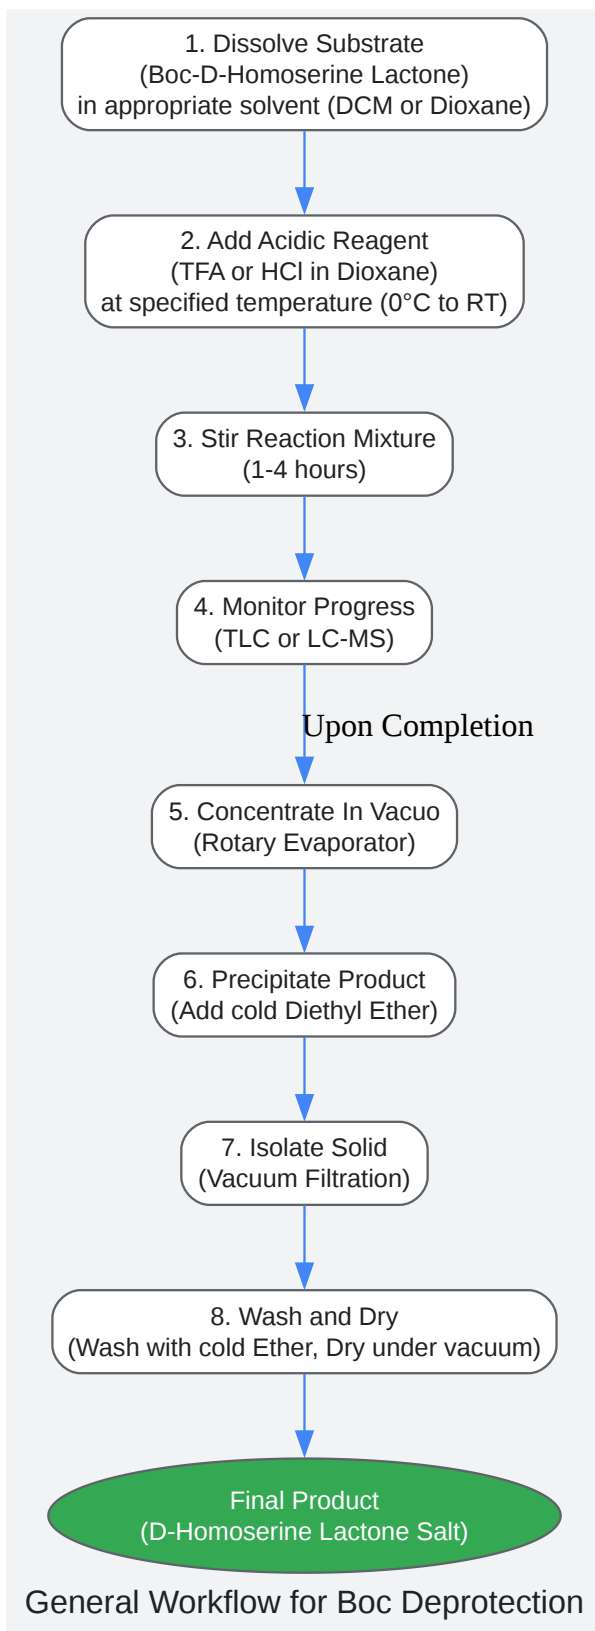 1. Dissolve Substrate
(Boc-D-Homoserine Lactone)
in appropriate solvent (DCM or Dioxane)
2. Add Acidic Reagent
(TFA or HCl in Dioxane)
at specified temperature (0°C to RT)
3. Stir Reaction Mixture
(1-4 hours)
4. Monitor Progress
(TLC or LC-MS)
Upon Completion
5. Concentrate In Vacuo
(Rotary Evaporator)
6. Precipitate Product
(Add cold Diethyl Ether)
7. Isolate Solid
(Vacuum Filtration)
8. Wash and Dry
(Wash with cold Ether, Dry under vacuum)
Final Product
(D-Homoserine Lactone Salt)
General Workflow for Boc Deprotection